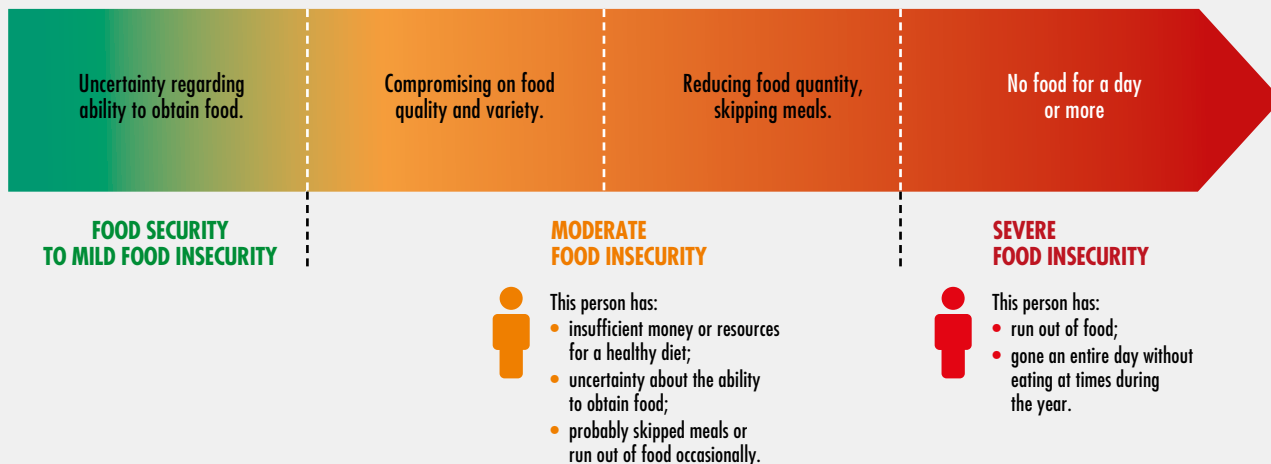 Uncertainty regarding
ability to obtain food.
Compromising on food
quality and variety.
Reducing food quantity,
skipping meals.
No food for a day
or more
FOOD SECURITY
TO MILD FOOD INSECURITY
MODERATE
FOOD INSECURITY
This person has:
• insufficient money or resources
for a healthy diet;
• uncertainty about the ability
to obtain food;
• probably skipped meals or
run out of food occasionally.
SEVERE
FOOD INSECURITY
This person has:
• run out of food;
• gone an entire day without
eating at times during
the year.